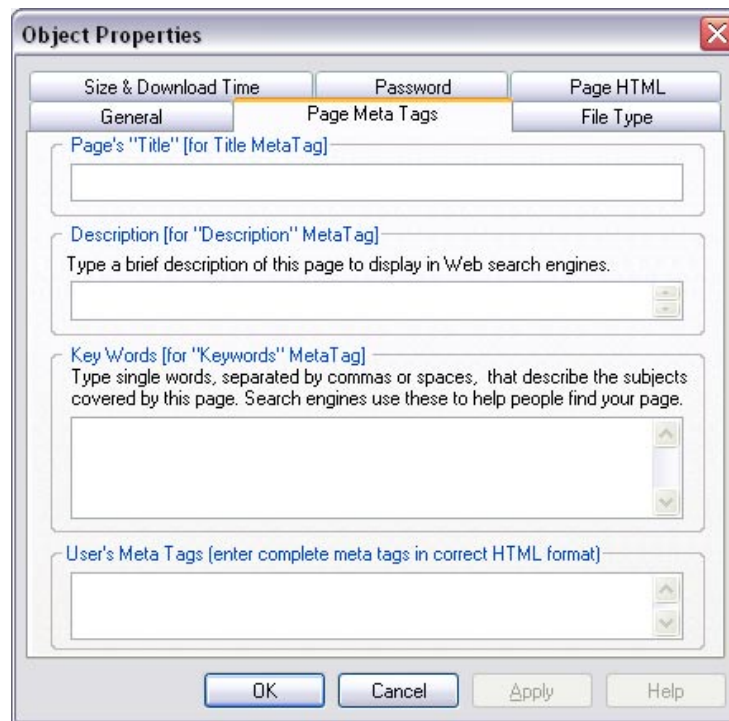 Object Properties
Size & Download Time Password Page HTML
General Page Meta Tags File Type
Page's "Title" [for Title MetaTag]
Description [for "Description" MetaTag]
Type a brief description of this page to display in Web search engines.
Key Words [for "Keywords" MetaTag]
Type single words, separated by commas or spaces, that describe the subjects
covered by this page. Search engines use these to help people find your page.
User's Meta Tags (enter complete meta tags in correct HTML format)
OK Cancel Apply Help